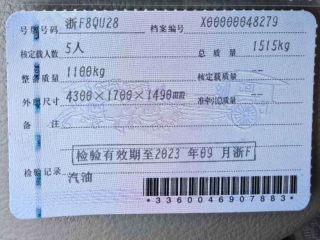 号牌号码 浙F8QU28 档案编号 X00000048279
核定载人数 5人 总质量 1515kg
整备质量 1100kg 核定载质量
外廓尺寸 4300×1700×1490mm 准牵引总质量
备注
检验有效期至2023 年09 月浙F
检验记录
汽油
*3360046907883*